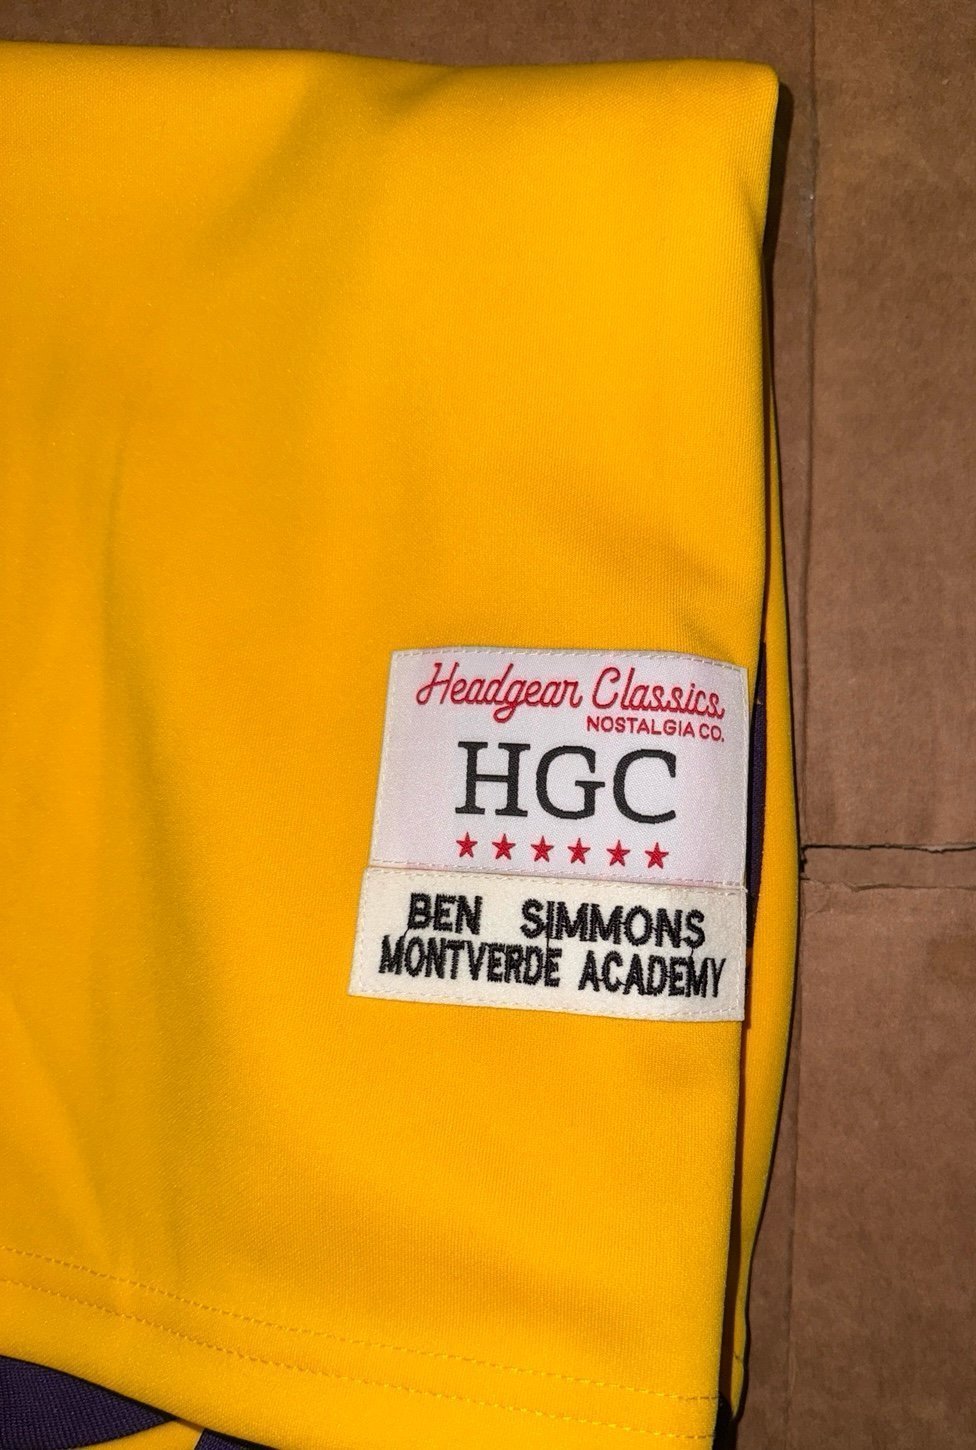 Headgear Classics
NOSTALGIA CO.
HGC
BEN SIMMONS
MONTVERDE ACADEMY